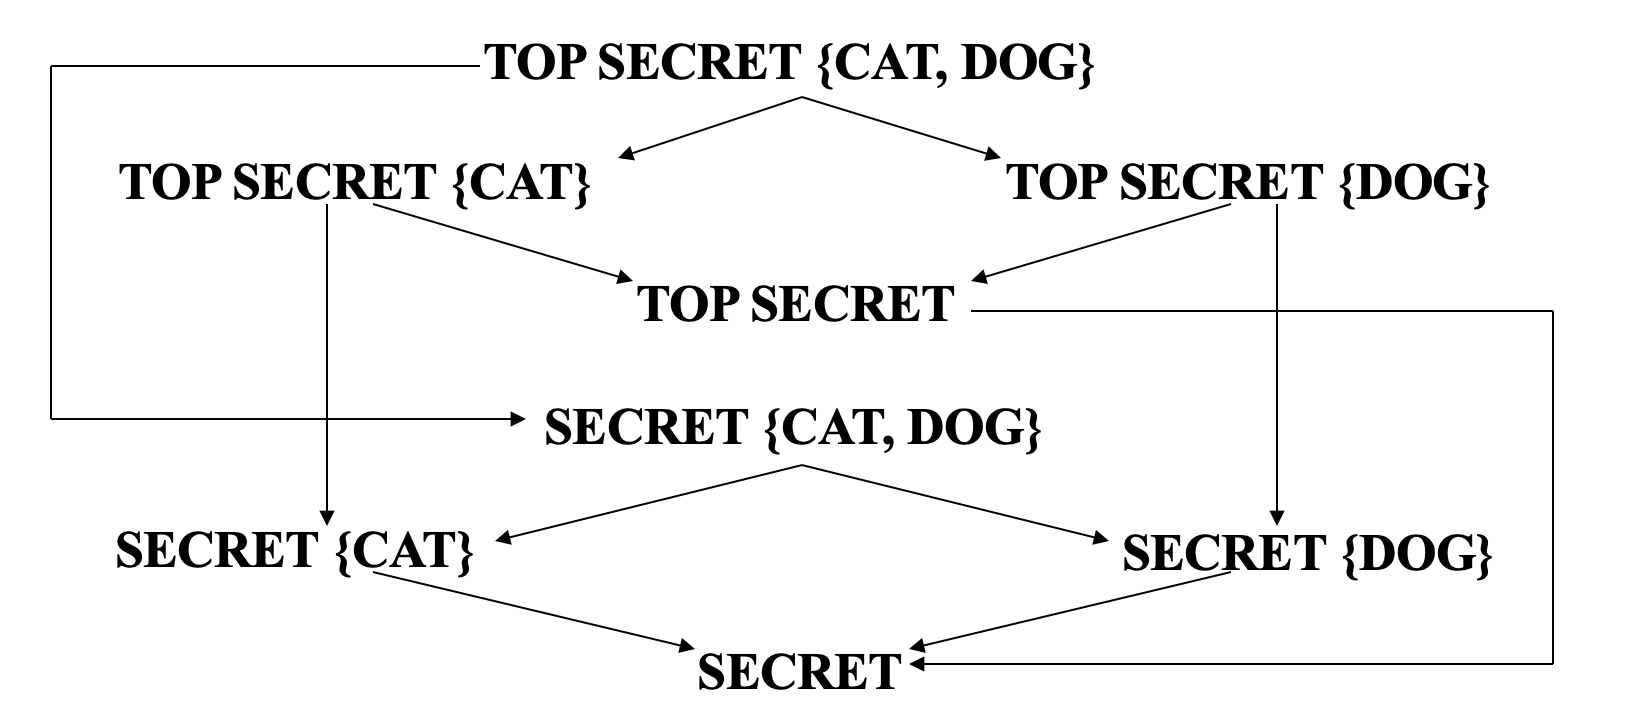 TOP SECRET {CAT, DOG}
TOP SECRET {CAT}
TOP SECRET {DOG}
TOP SECRET
SECRET {CAT, DOG}
SECRET {CAT}
SECRET {DOG}
SECRET